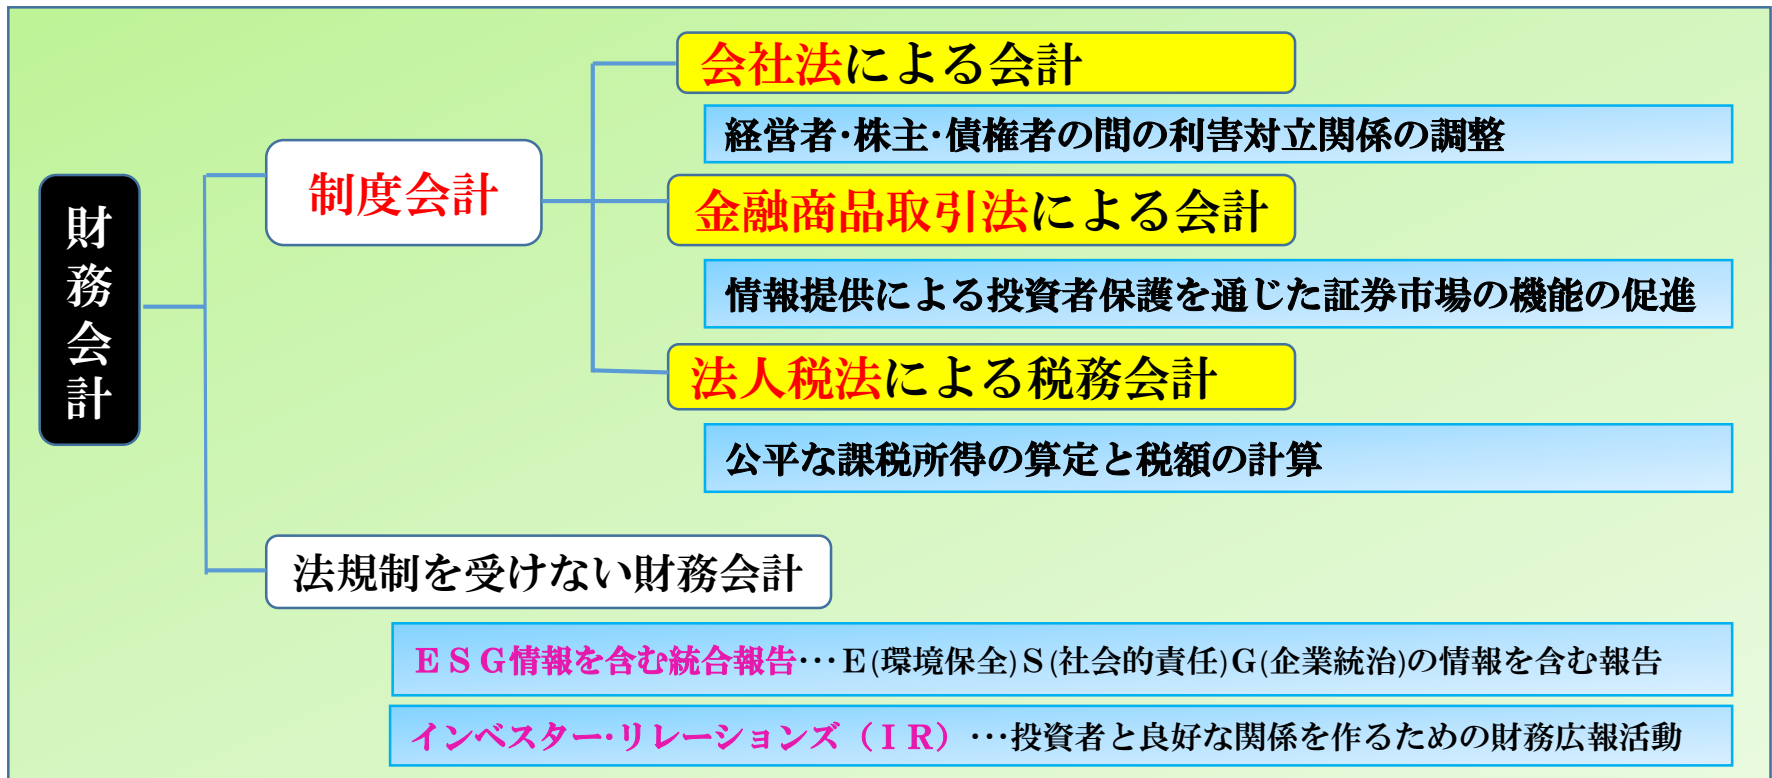 財務会計
制度会計
会社法による会計
経営者･株主･債権者の間の利害対立関係の調整
金融商品取引法による会計
情報提供による投資者保護を通じた証券市場の機能の促進
法人税法による税務会計
公平な課税所得の算定と税額の計算
法規制を受けない財務会計
ＥＳＧ情報を含む統合報告･･･Ｅ(環境保全)Ｓ(社会的責任)Ｇ(企業統治)の情報を含む報告
インベスター･リレーションズ（ＩＲ）･･･投資者と良好な関係を作るための財務広報活動